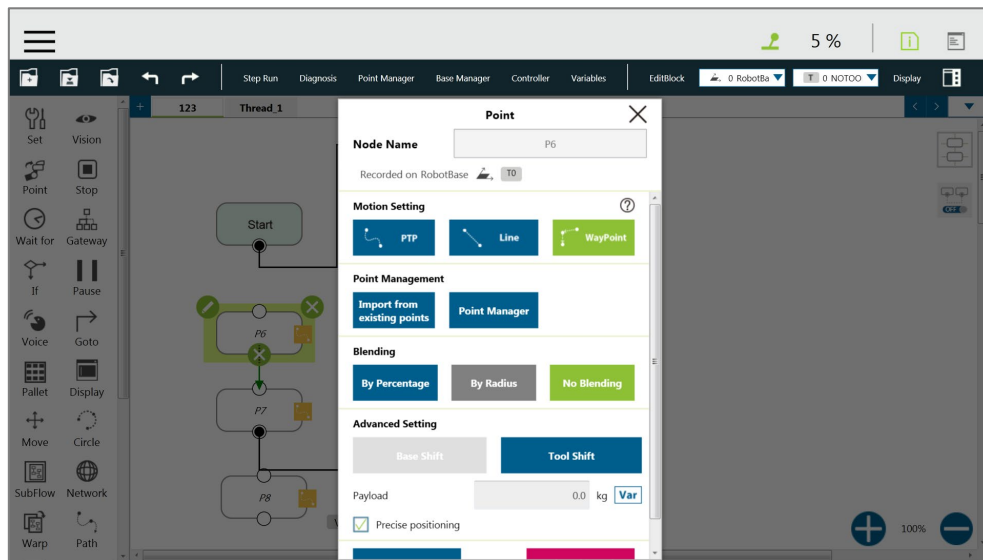 5 %
Step Run Diagnosis Point Manager Base Manager Controller Variables EditBlock 0 RobotBa T 0 NOTOO Display
+ 123 Thread_1
Set Vision
Point Stop
Wait for Gateway
If Pause
Voice Goto
Pallet Display
Move Circle
SubFlow Network
Warp Path
Start
P6
P7
P8
Point
Node Name P6
Recorded on RobotBase T0
Motion Setting ?
PTP Line WayPoint
Point Management
Import from
existing points
Point Manager
Blending
By Percentage By Radius No Blending
Advanced Setting
Base Shift Tool Shift
Payload 0.0 kg Var
Precise positioning
OFF
100%